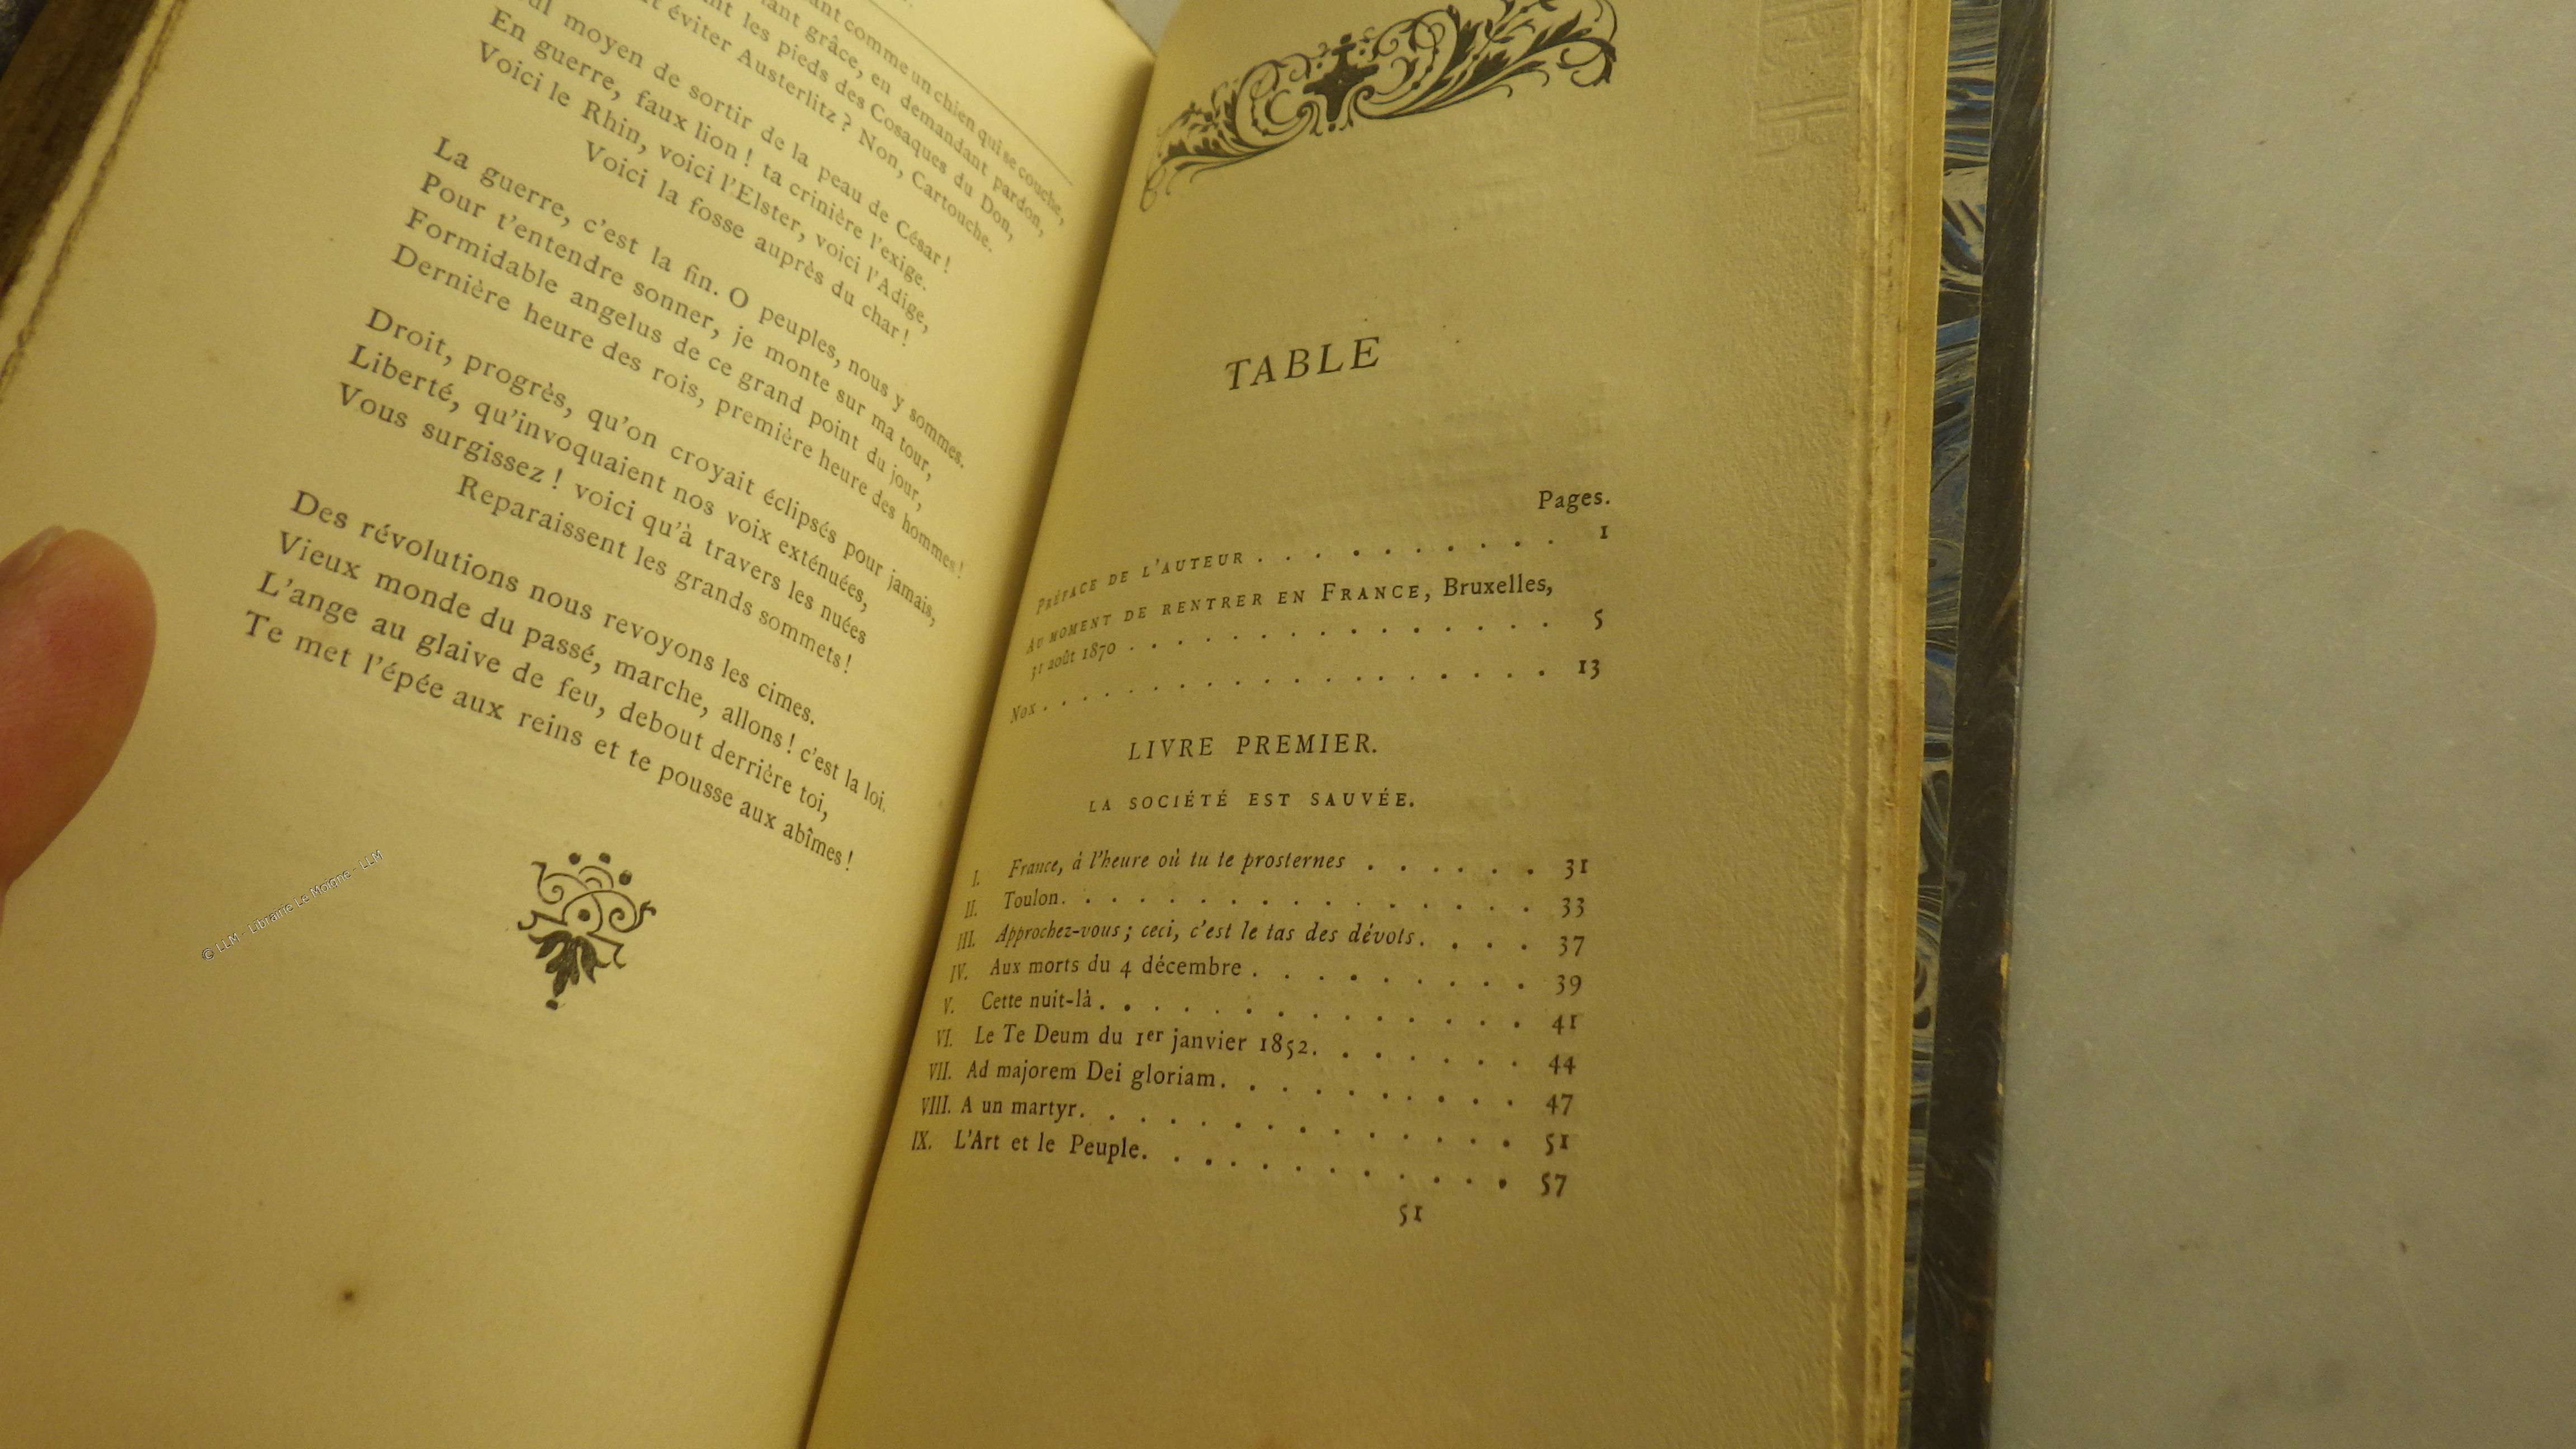 ant comme un chien qui se couche,
ant grâce, en demandant pardon,
nt les pieds des Cosaques du Don,
t éviter Austerlitz ? Non, Cartouche.
moyen de sortir de la peau de César !
En guerre, faux lion ! ta crinière l'exige.
Voici le Rhin, voici l'Elster, voici l'Adige,
Voici la fosse auprès du char !
La guerre, c'est la fin. O peuples, nous y sommes.
Pour t'entendre sonner, je monte sur ma tour,
Formidable angelus de ce grand point du jour,
Dernière heure des rois, première heure des hommes !
Droit, progrès, qu'on croyait éclipsés pour jamais,
Liberté, qu'invoquaient nos voix exténuées,
Vous surgissez ! voici qu'à travers les nuées
Reparaissent les grands sommets !
Des révolutions nous revoyons les cimes.
Vieux monde du passé, marche, allons ! c'est la loi.
L'ange au glaive de feu, debout derrière toi,
Te met l'épée aux reins et te pousse aux abîmes !
© LLM - Librairie Le Moigne - LLM
TABLE
Pages.
PRÉFACE DE L'AUTEUR . . . . . . . . . . 1
AU MOMENT DE RENTRER EN FRANCE, Bruxelles,
31 août 1870 . . . . . . . . . . . . . . 5
Nox . . . . . . . . . . . . . . . . . . 13
LIVRE PREMIER.
LA SOCIÉTÉ EST SAUVÉE.
I. France, à l'heure où tu te prosternes . . . . . . 31
II. Toulon. . . . . . . . . . . . . . . . 33
III. Approchez-vous ; ceci, c'est le tas des dévots. . . . 37
IV. Aux morts du 4 décembre . . . . . . . . . 39
V. Cette nuit-là . . . . . . . . . . . . . . 41
VI. Le Te Deum du 1er janvier 1852. . . . . . . 44
VII. Ad majorem Dei gloriam. . . . . . . . . . 47
VIII. A un martyr. . . . . . . . . . . . . . 51
IX. L'Art et le Peuple. . . . . . . . . . . . 57
51